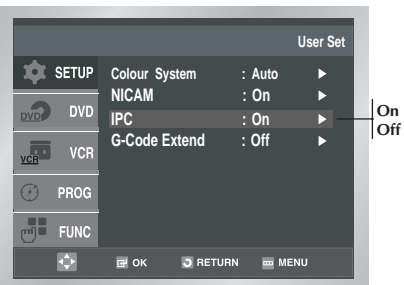 User Set
SETUP
DVD
DVD
VCR
VCR
PROG
FUNC
Colour System : Auto ►
NICAM : On ►
IPC : On ►
G-Code Extend : Off ►
On
Off
OK RETURN MENU